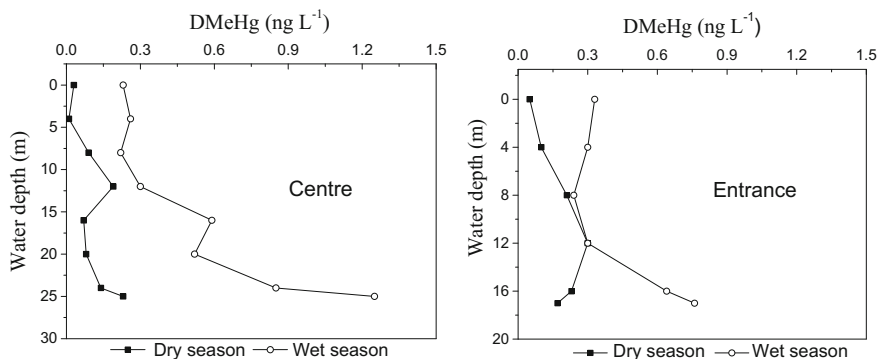 DMeHg (ng L⁻¹)
0.0 0.3 0.6 0.9 1.2 1.5
Water depth (m)
0
5
10
15
20
25
30
Centre
Dry season Wet season
DMeHg (ng L⁻¹)
0.0 0.3 0.6 0.9 1.2 1.5
Water depth (m)
0
4
8
12
16
20
Entrance
Dry season Wet season